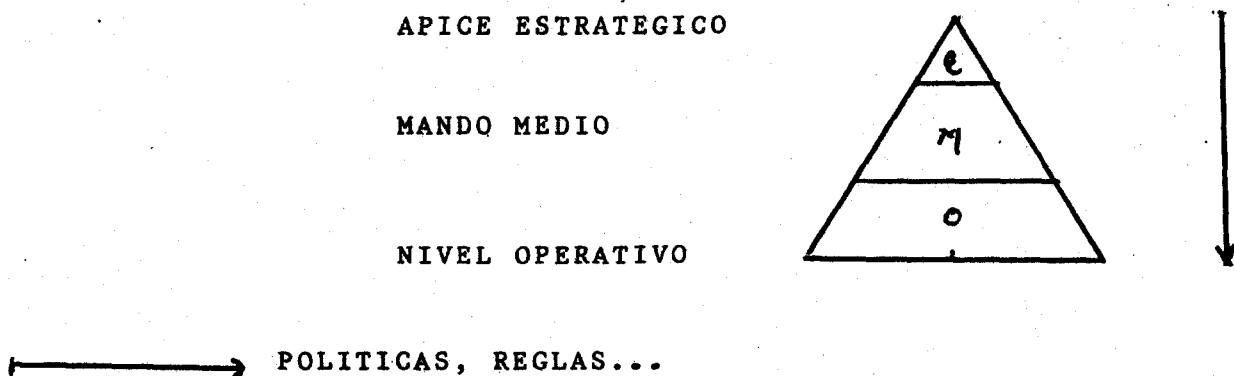 APICE ESTRATEGICO
e
MANDO MEDIO
M
NIVEL OPERATIVO
O
POLITICAS, REGLAS...